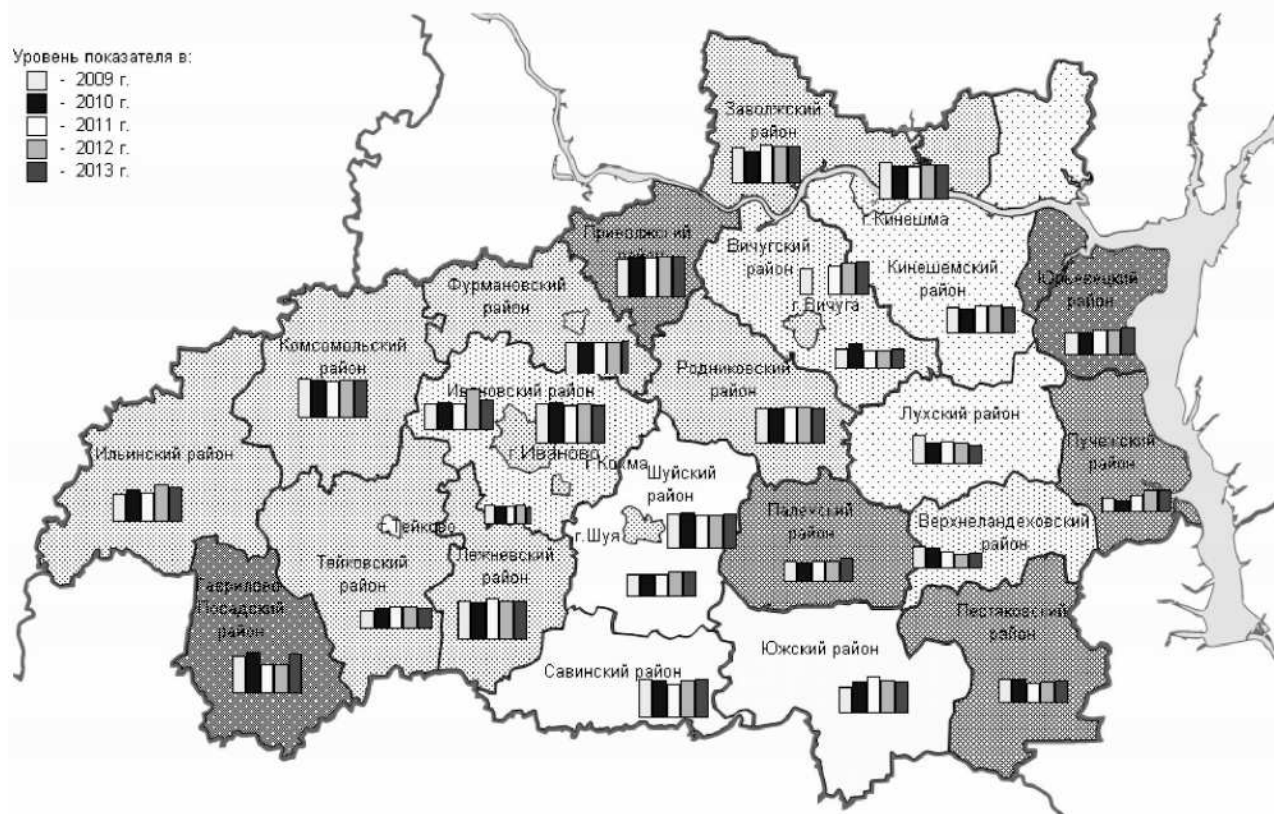 Уровень показателя в:
- 2009 г.
- 2010 г.
- 2011 г.
- 2012 г.
- 2013 г.
Заволжский
район
г.Кинешма
Приволжский
район
Вичугский
район
Кинешемский
район
Юрьевецкий
район
Фурмановский
район
г.Вичуга
Комсомольский
район
Ивановский район
Родниковский
район
Лухский район
Пучежский
район
Ильинский район
г.Иваново
г.Кохма
Шуйский
район
Палехский
район
Верхнеландеховский
район
г.Тейково
г.Шуя
Тейковский
район
Лежневский
район
Гаврилово-
Посадский
район
Пестяковский
район
Савинский район
Южский район